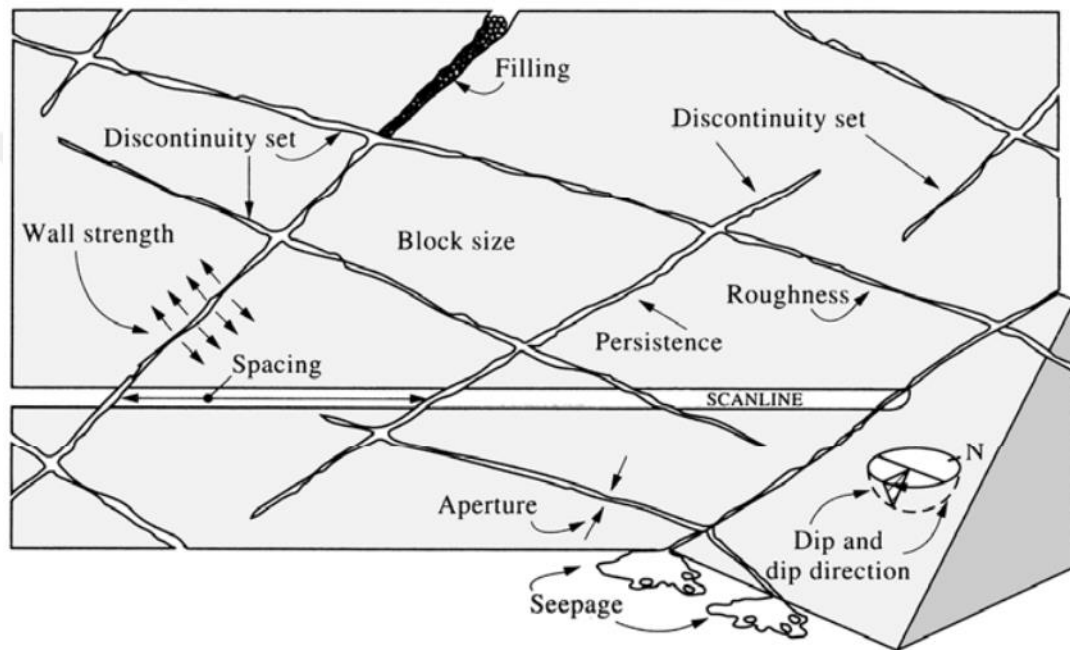 Filling
Discontinuity set
Discontinuity set
Wall strength
Block size
Roughness
Persistence
Spacing
SCANLINE
N
Aperture
Dip and
dip direction
Seepage